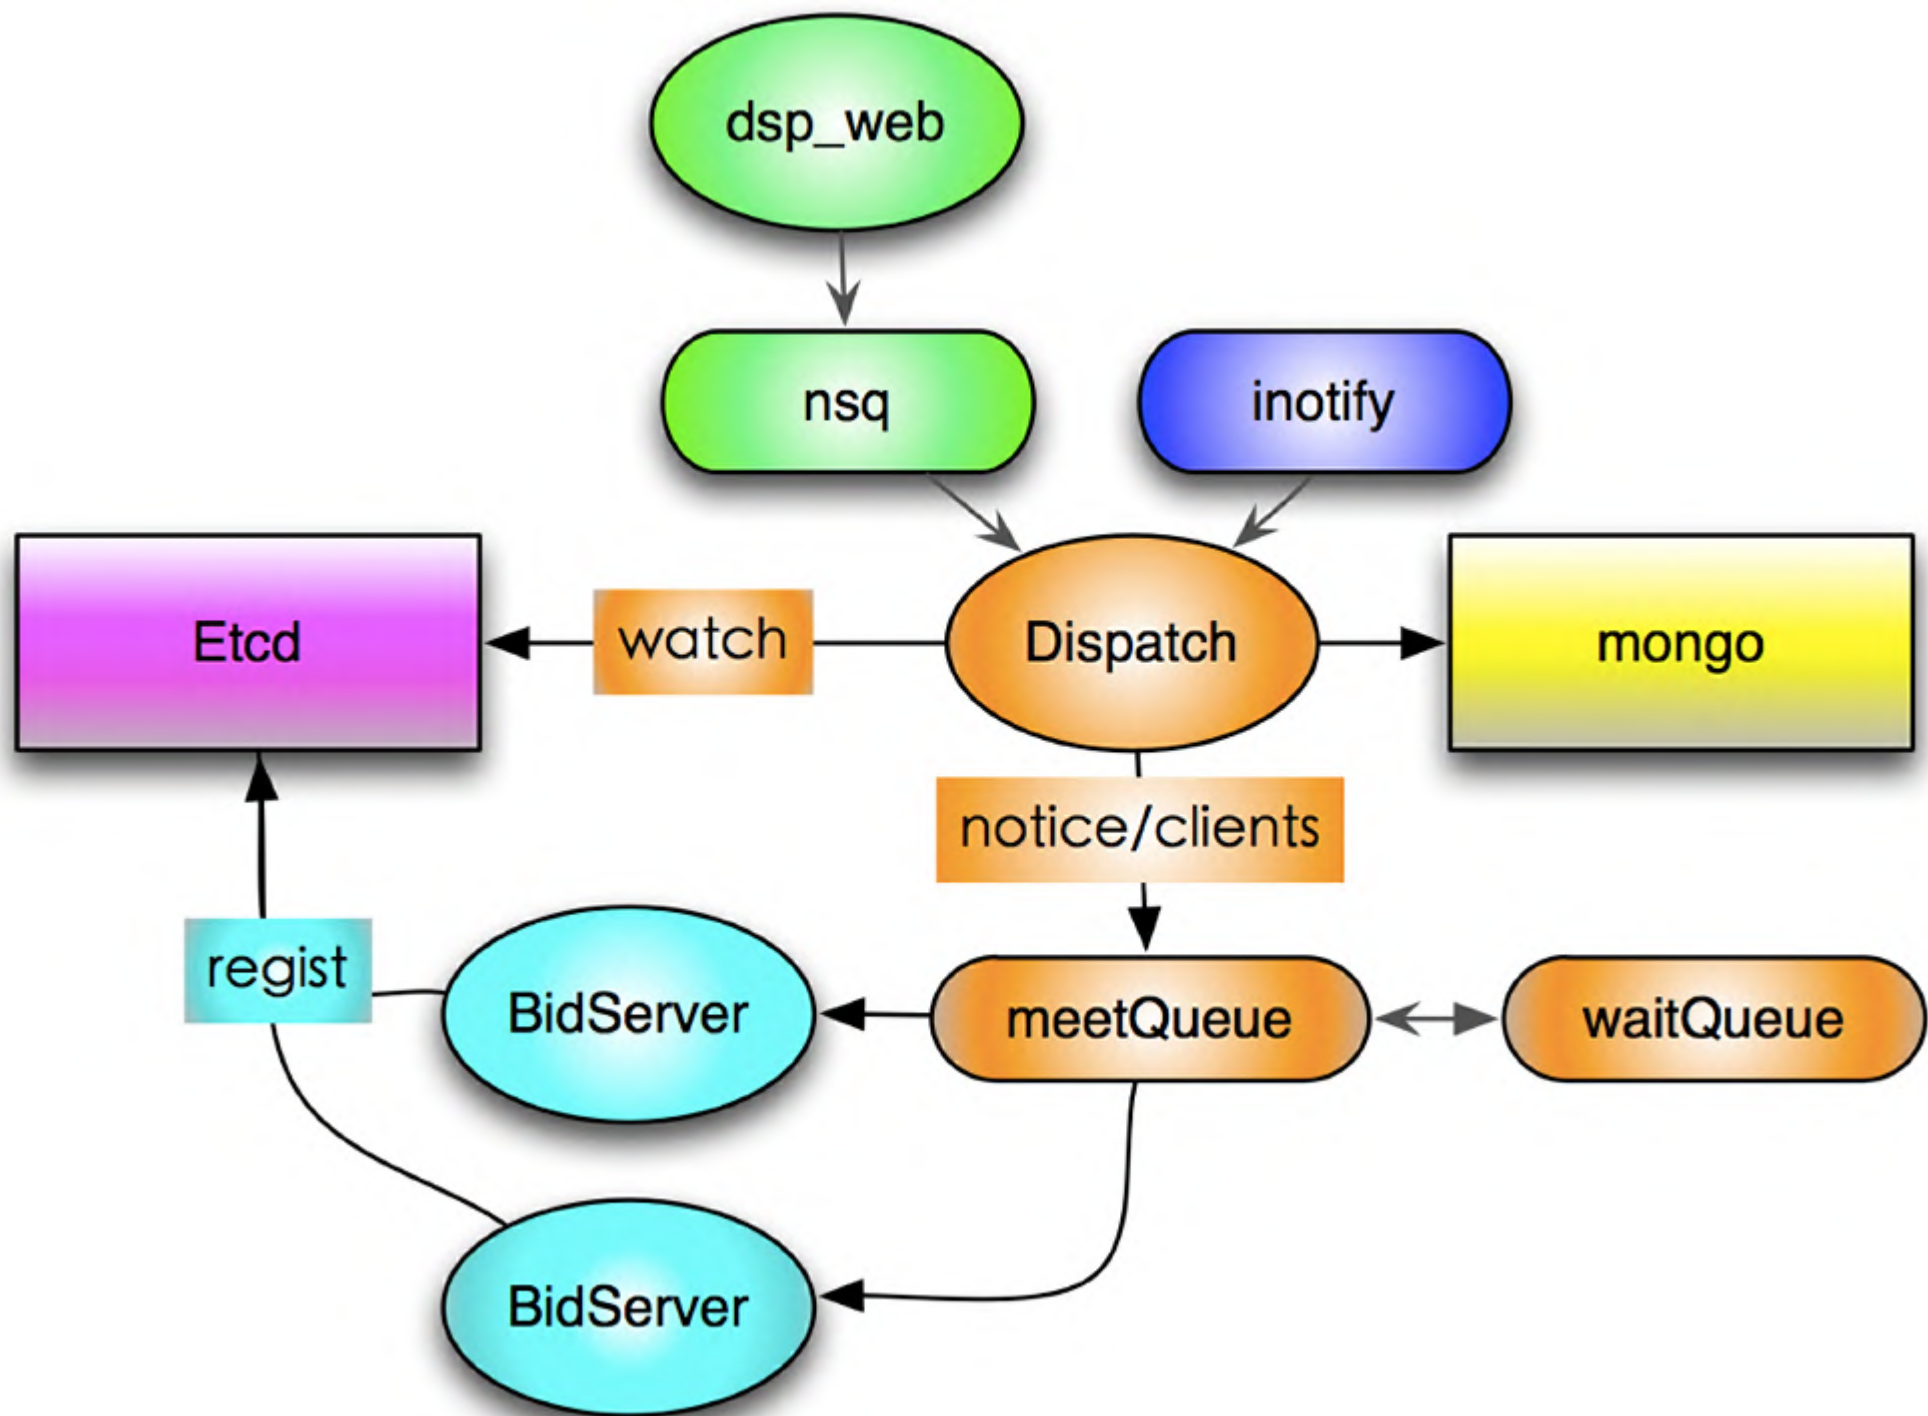 dsp_web
nsq
inotify
Etcd
watch
Dispatch
mongo
notice/clients
regist
BidServer
meetQueue
waitQueue
BidServer